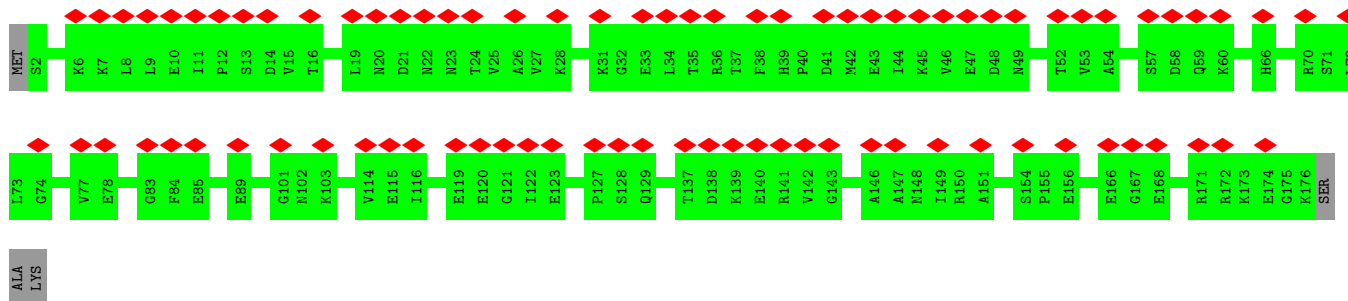 MET S2 K6 K7 L8 L9 E10 I11 P12 S13 D14 V15 T16 L19 N20 D21 N22 N23 T24 V25 A26 V27 K28 K31 G32 E33 L34 T35 R36 T37 F38 H39 P40 D41 M42 E43 I44 K45 V46 E47 D48 N49 T52 V53 A54 S57 D58 Q59 K60 H66 R70 S71
L73 G74 V77 E78 G83 F84 E85 E89 G101 N102 K103 V114 E115 I116 E119 E120 G121 I122 E123 P127 S128 Q129 T137 D138 K139 E140 R141 V142 G143 A146 A147 N148 I149 R150 A151 S154 P155 E156 E166 G167 E168 R171 R172 K173 E174 G175 K176 SER
ALA LYS